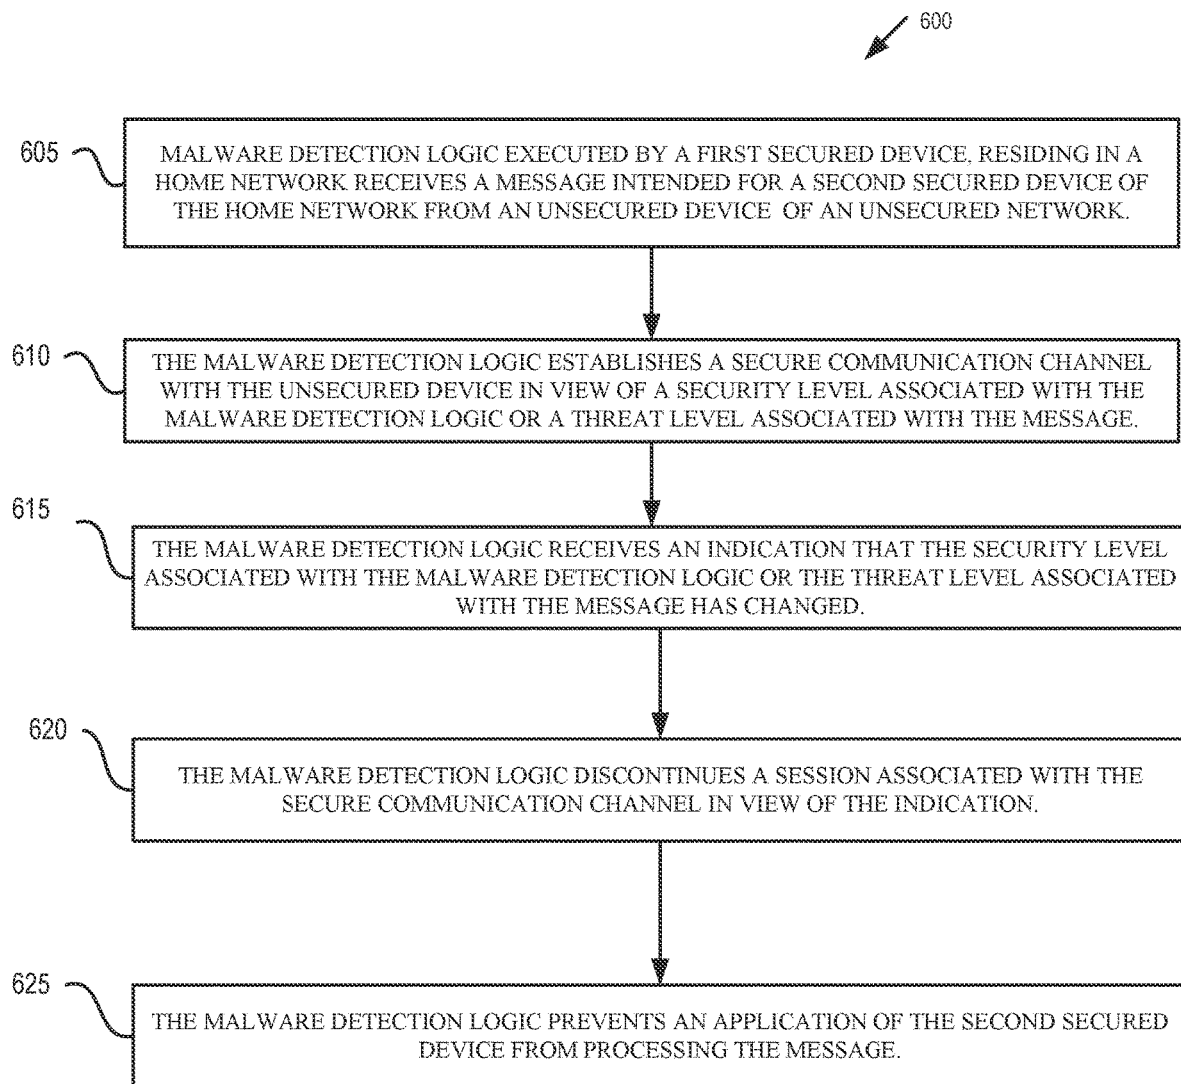 600
605
MALWARE DETECTION LOGIC EXECUTED BY A FIRST SECURED DEVICE, RESIDING IN A
HOME NETWORK RECEIVES A MESSAGE INTENDED FOR A SECOND SECURED DEVICE OF
THE HOME NETWORK FROM AN UNSECURED DEVICE OF AN UNSECURED NETWORK.
610
THE MALWARE DETECTION LOGIC ESTABLISHES A SECURE COMMUNICATION CHANNEL
WITH THE UNSECURED DEVICE IN VIEW OF A SECURITY LEVEL ASSOCIATED WITH THE
MALWARE DETECTION LOGIC OR A THREAT LEVEL ASSOCIATED WITH THE MESSAGE.
615
THE MALWARE DETECTION LOGIC RECEIVES AN INDICATION THAT THE SECURITY LEVEL
ASSOCIATED WITH THE MALWARE DETECTION LOGIC OR THE THREAT LEVEL ASSOCIATED
WITH THE MESSAGE HAS CHANGED.
620
THE MALWARE DETECTION LOGIC DISCONTINUES A SESSION ASSOCIATED WITH THE
SECURE COMMUNICATION CHANNEL IN VIEW OF THE INDICATION.
625
THE MALWARE DETECTION LOGIC PREVENTS AN APPLICATION OF THE SECOND SECURED
DEVICE FROM PROCESSING THE MESSAGE.